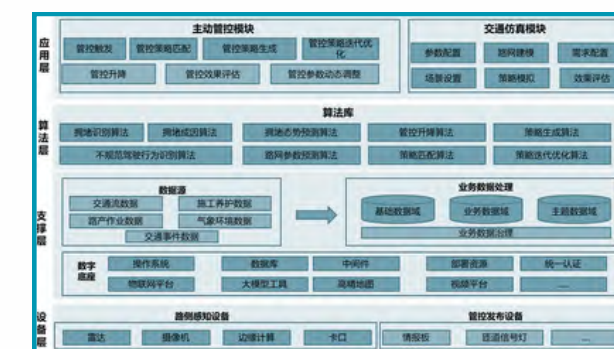 应用层
主动管控模块
管控触发 管控策略匹配 管控策略生成 管控策略迭代优化
管控升降 管控效果评估 管控参数动态调整
交通仿真模块
参数配置 路网建模 需求配置
场景设置 策略模拟 效果评估
算法层
算法库
拥堵识别算法 拥堵成因算法 拥堵态势预测算法 管控升降算法 策略生成算法
不规范驾驶行为识别算法 路网参数预测算法 策略匹配算法 策略迭代优化算法
支撑层
数据源
交通流数据 施工养护数据
路产作业数据 气象环境数据
交通事件数据
业务数据处理
基础数据域 业务数据域 主题数据域
业务数据治理
数字底座
操作系统 数据库 中间件 部署资源 统一认证
物联网平台 大模型工具 高精地图 视频平台 ......
设备层
路侧感知设备
雷达 摄像机 边缘计算 卡口
管控发布设备
情报板 匝道信号灯 ...